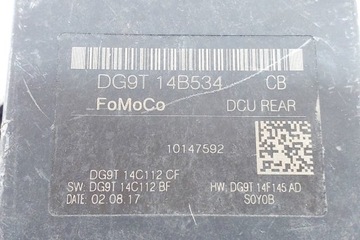 DG9T 14B534 CB
FoMoCo DCU REAR
10147592
DG9T 14C112 CF
SW: DG9T 14C112 BF HW: DG9T 14F145 AD
DATE: 02 08 17 S0Y0B